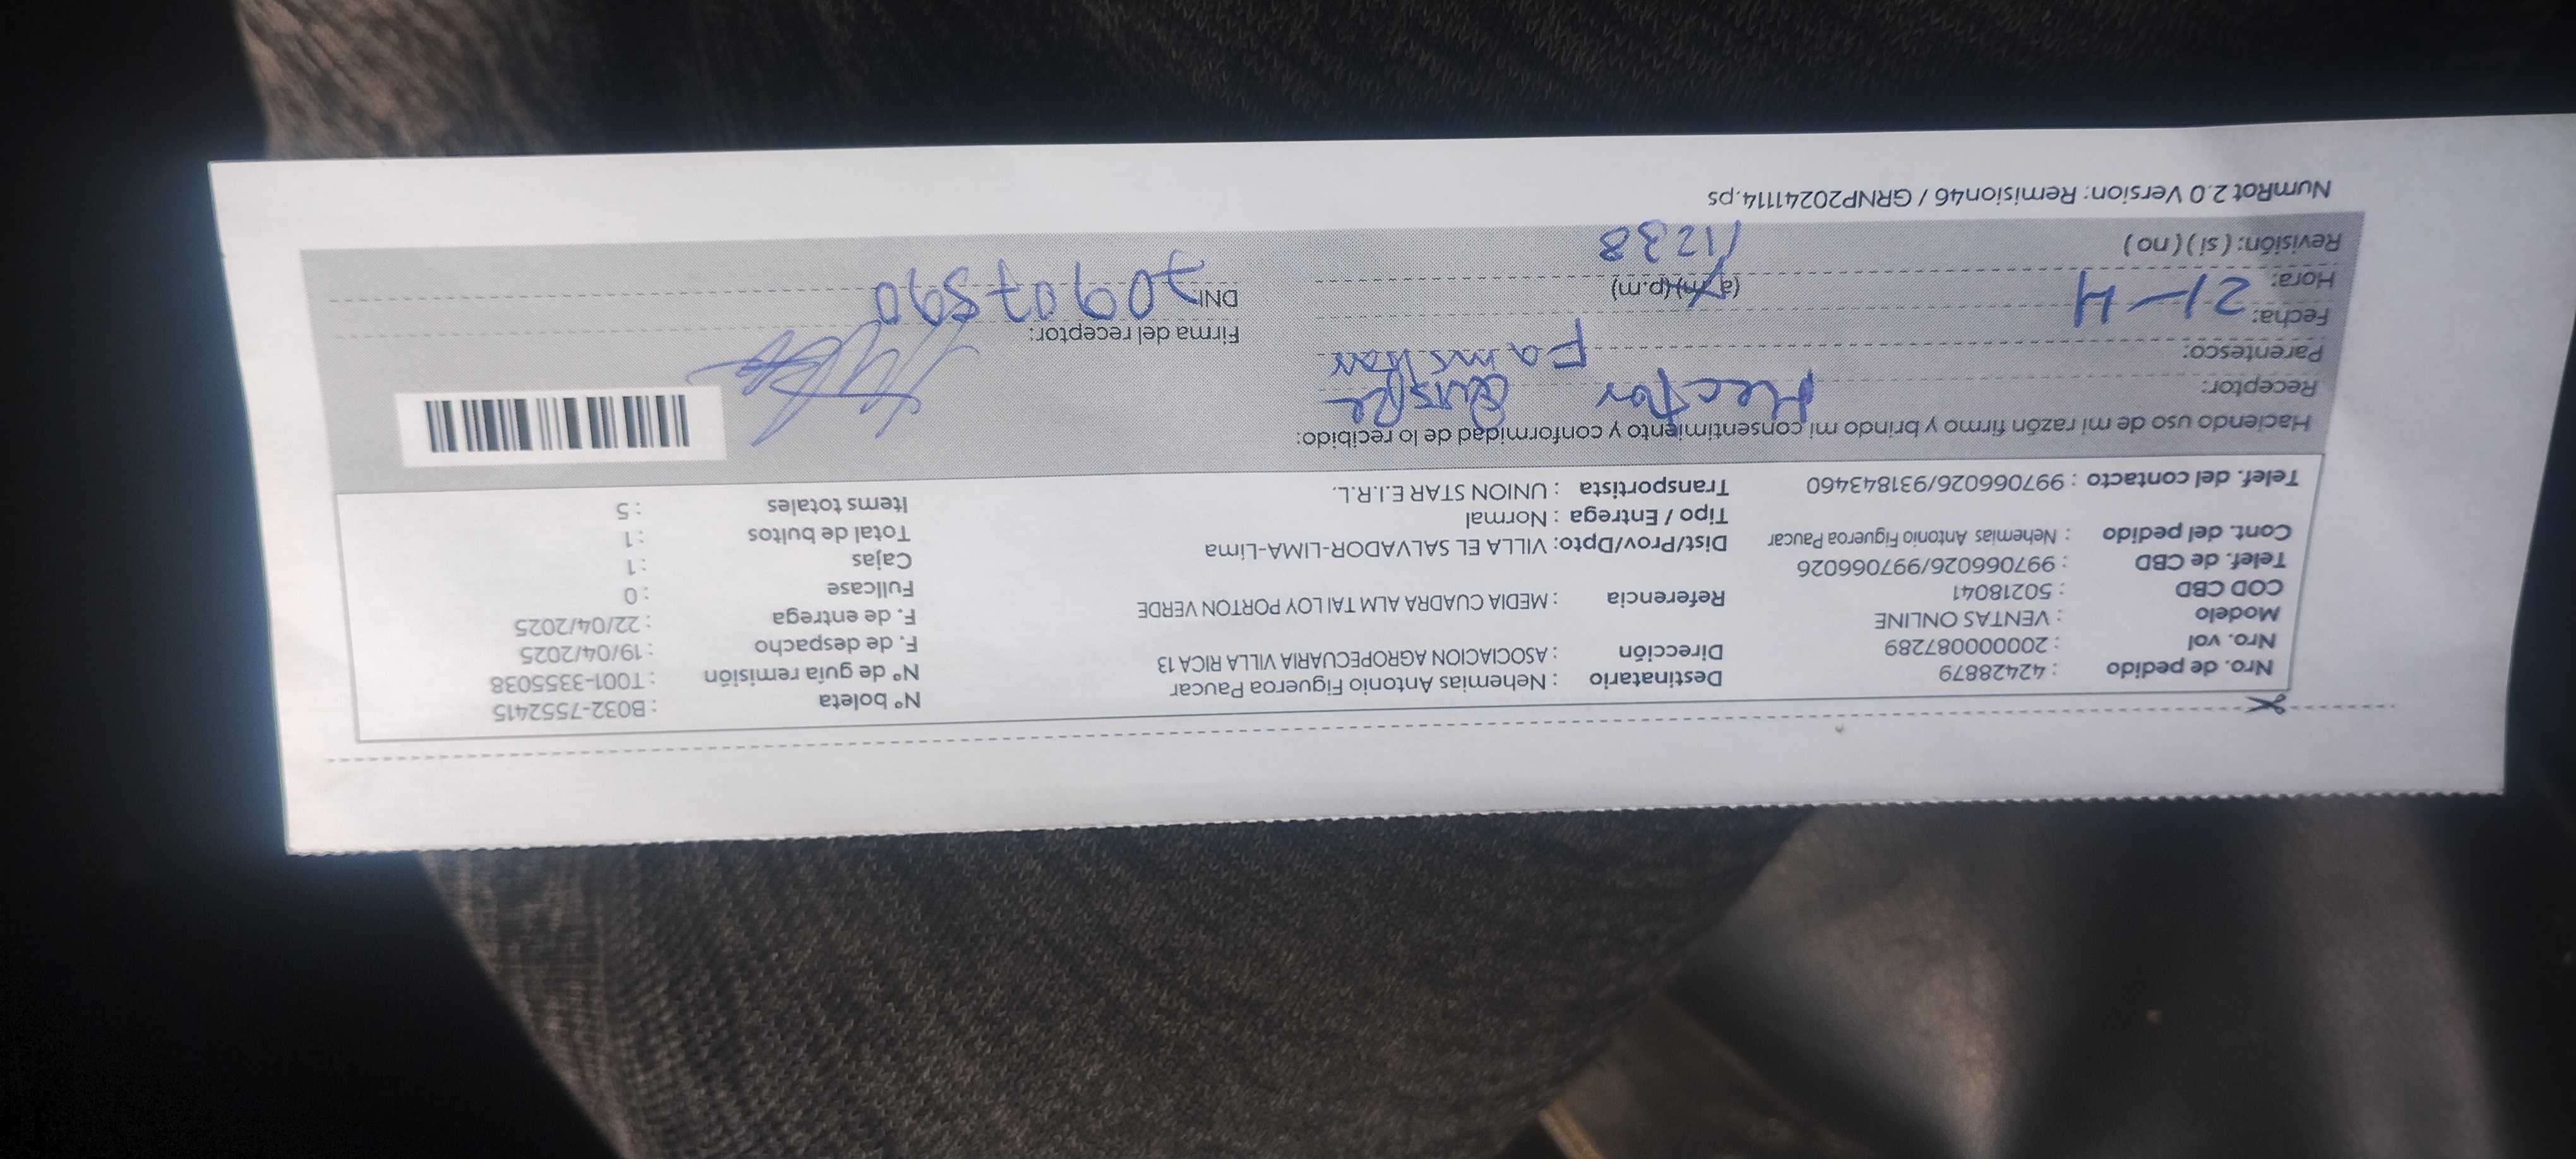 Nro. de pedido : 42428879
Nro. vol : 2000000087289
Modelo : VENTAS ONLINE
COD CBD : 50218041
Telef. de CBD : 997066026/997066026
Cont. del pedido : Nehemias Antonio Figueroa Paucar
Telef. del contacto : 997066026/931843460
Destinatario : Nehemias Antonio Figueroa Paucar
Dirección : ASOCIACION AGROPECUARIA VILLA RICA 13
Referencia : MEDIA CUADRA ALM TAI LOY PORTON VERDE
Dist/Prov/Dpto: VILLA EL SALVADOR-LIMA-Lima
Tipo / Entrega : Normal
Transportista : UNION STAR E.I.R.L.
N° boleta : B032-7552415
N° de guía remisión : T001-3355038
F. de despacho : 19/04/2025
F. de entrega : 22/04/2025
Fullcase : 0
Cajas : 1
Total de bultos : 1
Items totales : 5
Haciendo uso de mi razón firmo y brindo mi consentimiento y conformidad de lo recibido:
Receptor: Hector Quispe
Parentesco: Familiar
Fecha: 21-4
Hora: (a.m)(p.m) 1238
Revisión: ( si ) ( no )
Firma del receptor:
DNI 70907890
NumRot 2.0 Version: Remision46 / GRNP20241114.ps